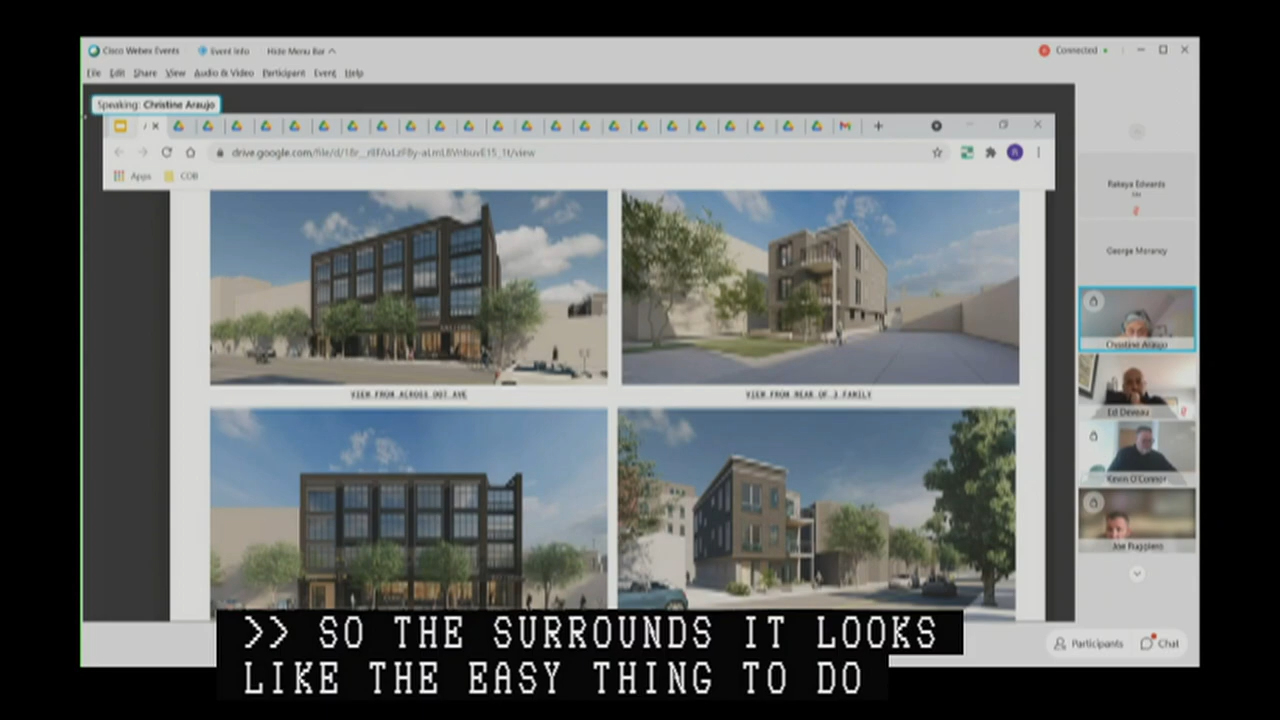 Cisco Webex Events Event Info Hide Menu Bar Connected
File Edit Share View Audio & Video Participant Event Help
Speaking: Christine Araujo
Apps COB
Rakeya Edwards
George Morancy
Christine Araujo
Ed Deveau
Kevin O'Connor
Joe Ruggiero
VIEW FROM ACROSS DOT AVE
VIEW FROM REAR OF 3 FAMILY
Participants Chat
>> SO THE SURROUNDS IT LOOKS
LIKE THE EASY THING TO DO